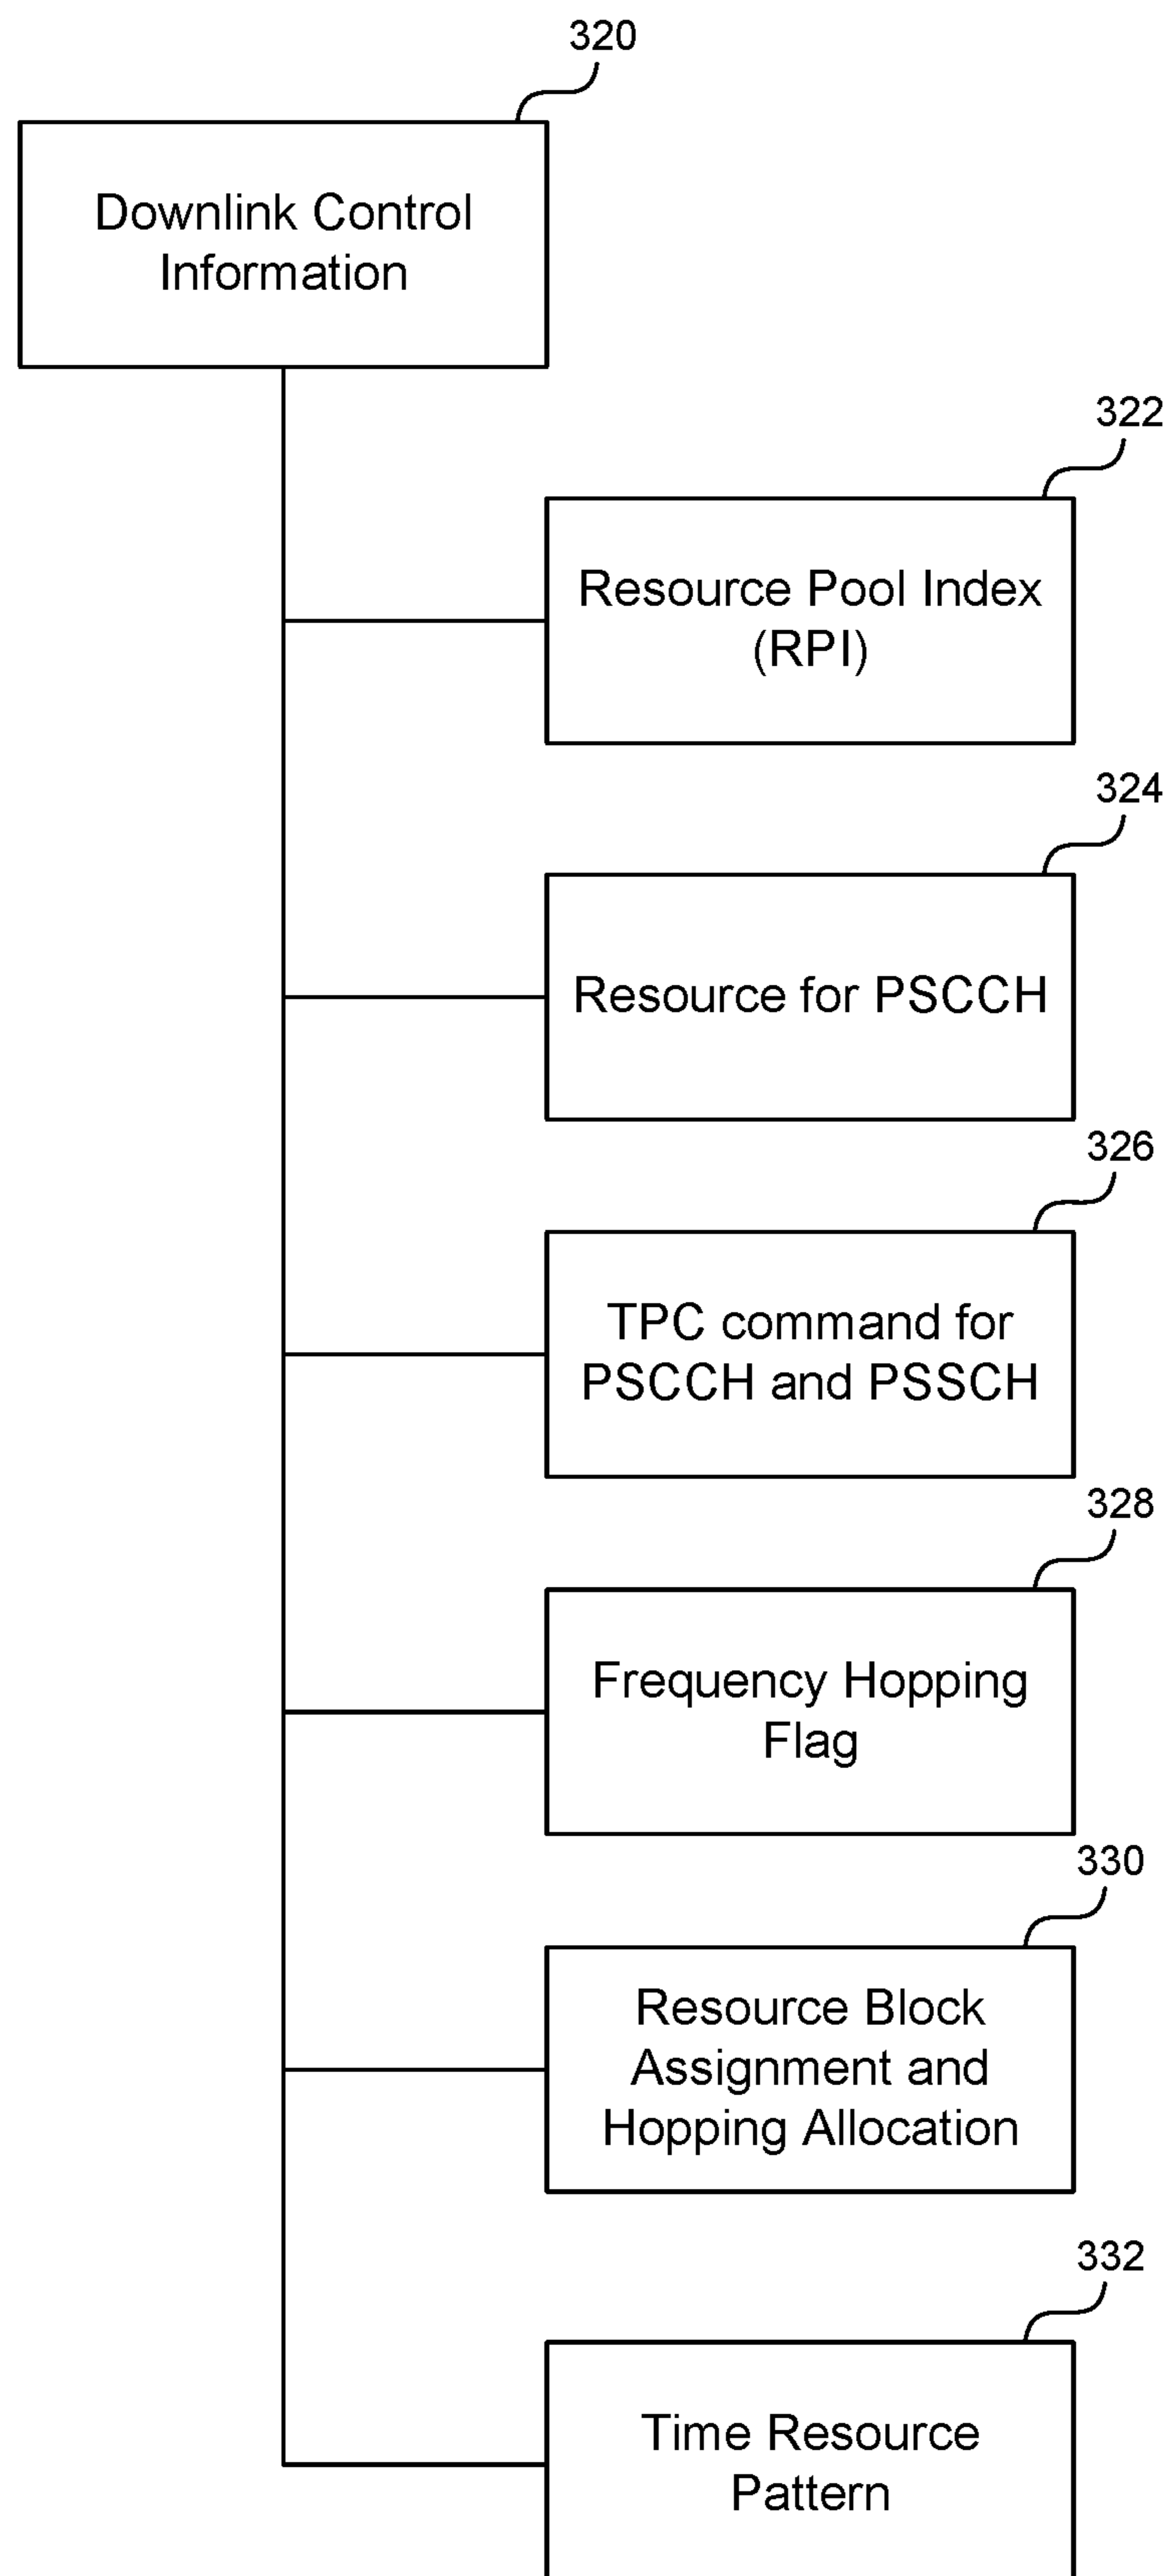 320
Downlink Control
Information
322
Resource Pool Index
(RPI)
324
Resource for PSCCH
326
TPC command for
PSCCH and PSSCH
328
Frequency Hopping
Flag
330
Resource Block
Assignment and
Hopping Allocation
332
Time Resource
Pattern